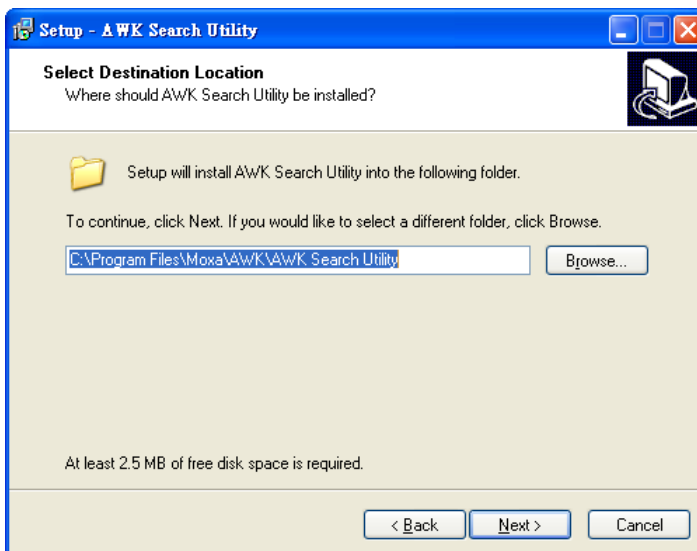 Setup - AWK Search Utility
Select Destination Location
Where should AWK Search Utility be installed?
Setup will install AWK Search Utility into the following folder.
To continue, click Next. If you would like to select a different folder, click Browse.
C:\Program Files\Moxa\AWK\AWK Search Utility
Browse...
At least 2.5 MB of free disk space is required.
< Back
Next >
Cancel